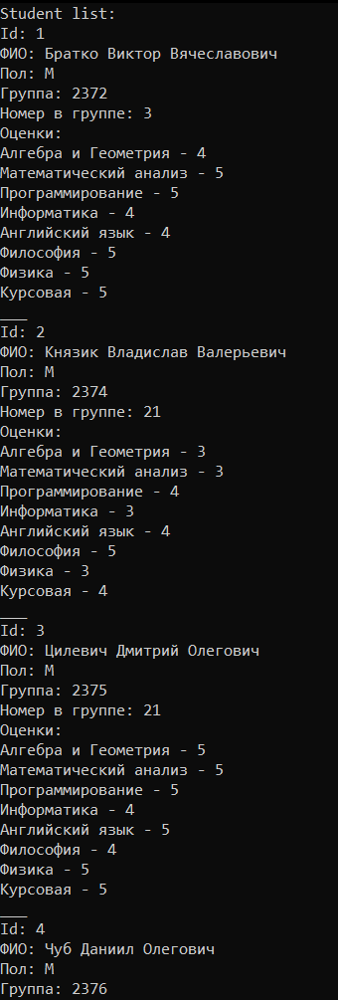 Student list:
Id: 1
ФИО: Братко Виктор Вячеславович
Пол: М
Группа: 2372
Номер в группе: 3
Оценки:
Алгебра и Геометрия - 4
Математический анализ - 5
Программирование - 5
Информатика - 4
Английский язык - 4
Философия - 5
Физика - 5
Курсовая - 5
___
Id: 2
ФИО: Князик Владислав Валерьевич
Пол: М
Группа: 2374
Номер в группе: 21
Оценки:
Алгебра и Геометрия - 3
Математический анализ - 3
Программирование - 4
Информатика - 3
Английский язык - 4
Философия - 5
Физика - 3
Курсовая - 4
___
Id: 3
ФИО: Цилевич Дмитрий Олегович
Пол: М
Группа: 2375
Номер в группе: 21
Оценки:
Алгебра и Геометрия - 5
Математический анализ - 5
Программирование - 5
Информатика - 4
Английский язык - 5
Философия - 4
Физика - 5
Курсовая - 5
___
Id: 4
ФИО: Чуб Даниил Олегович
Пол: М
Группа: 2376